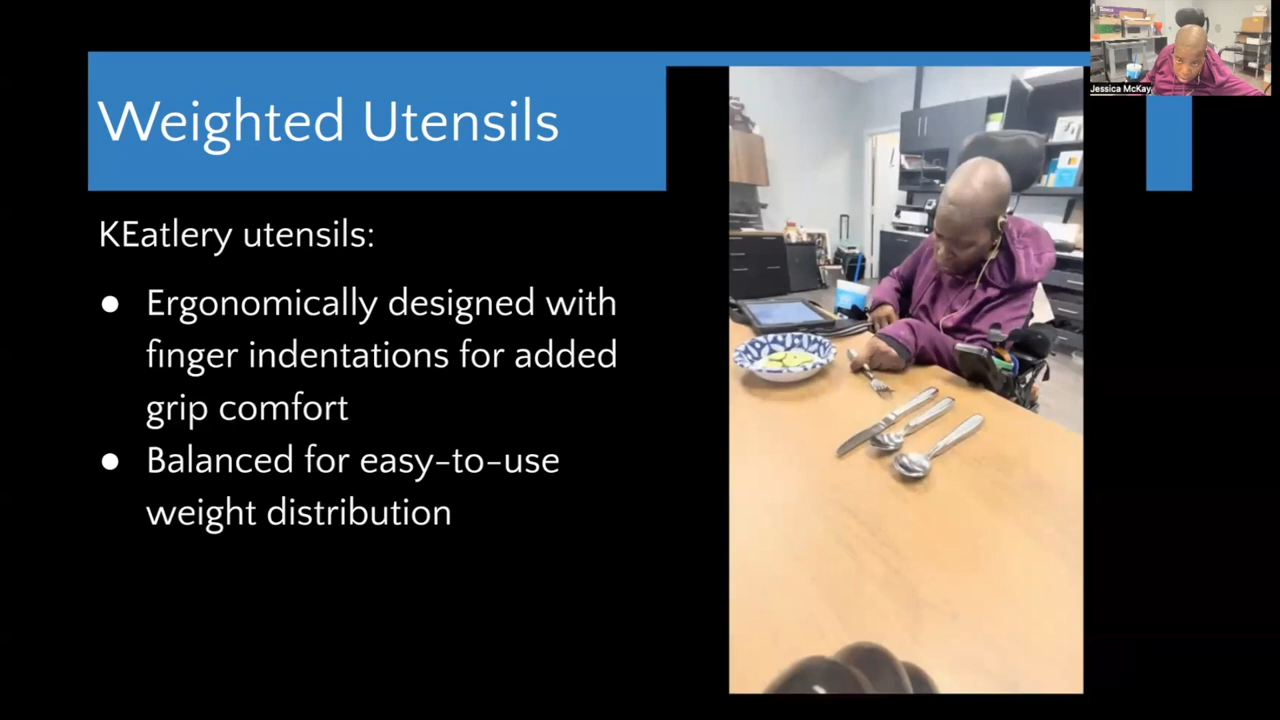 Weighted Utensils
Jessica McKay
KEatlery utensils:
● Ergonomically designed with
finger indentations for added
grip comfort
● Balanced for easy-to-use
weight distribution